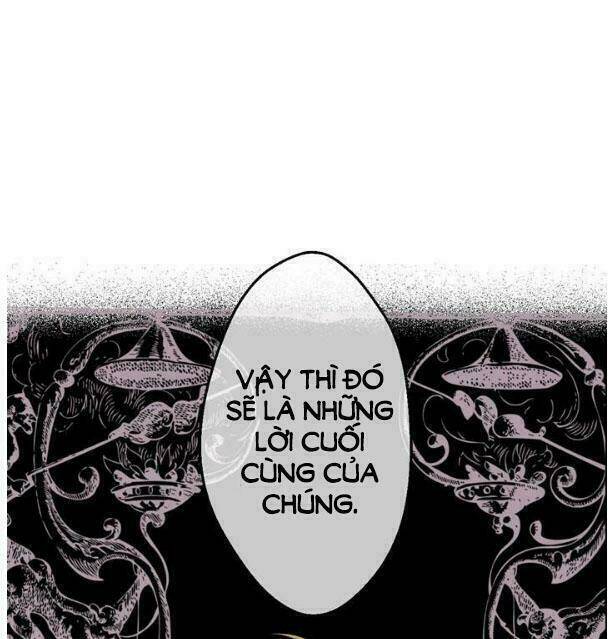 VẬY THÌ ĐÓ
SẼ LÀ NHỮNG
LỜI CUỐI
CÙNG CỦA
CHÚNG.